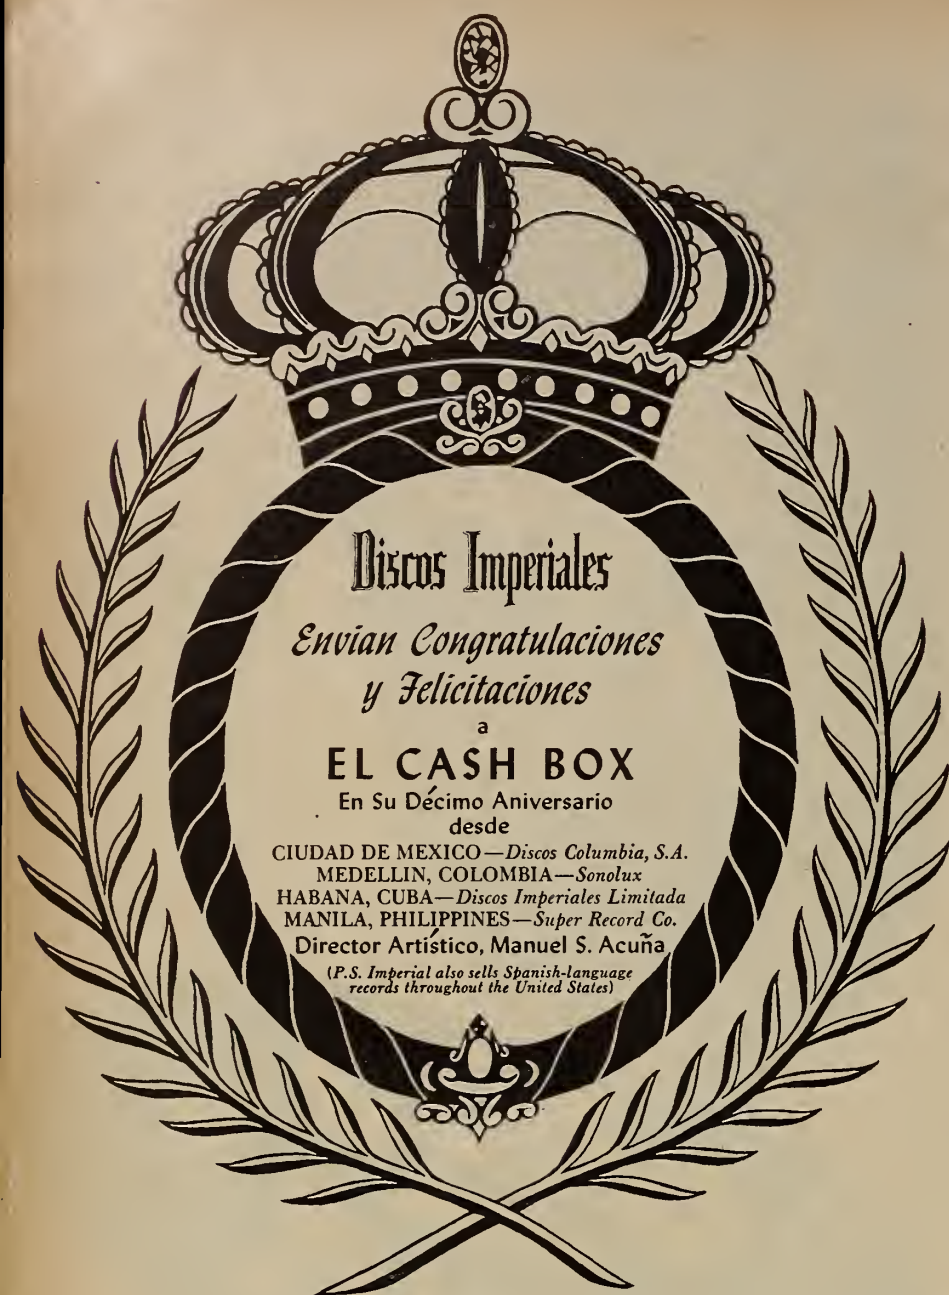 Discos Imperiales
Envian Congratulaciones
y Felicitaciones
a
EL CASH BOX
En Su Décimo Aniversario
desde
CIUDAD DE MEXICO—Discos Columbia, S.A.
MEDELLIN, COLOMBIA—Sonolux
HABANA, CUBA—Discos Imperiales Limitada
MANILA, PHILIPPINES—Super Record Co.
Director Artístico, Manuel S. Acuña
(P.S. Imperial also sells Spanish-language
records throughout the United States)